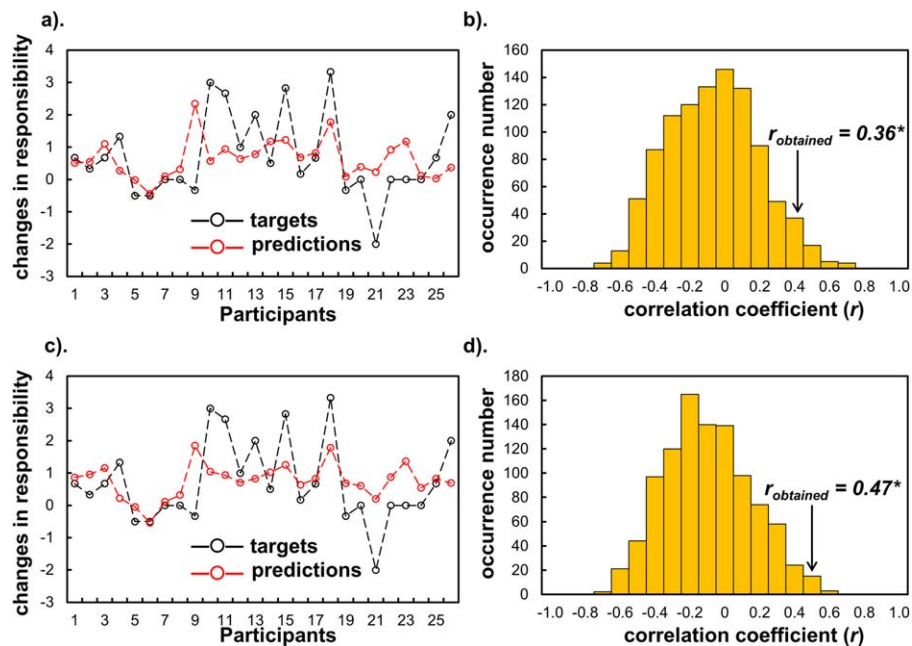 a).
b).
changes in responsibility
4
3
2
1
0
-1
-2
-3
targets
predictions
1 3 5 7 9 11 13 15 17 19 21 23 25
Participants
occurrence number
160
140
120
100
80
60
40
20
0
r obtained = 0.36*
-1.0 -0.8 -0.6 -0.4 -0.2 0 0.2 0.4 0.6 0.8 1.0
correlation coefficient (r)
c).
d).
changes in responsibility
4
3
2
1
0
-1
-2
-3
targets
predictions
1 3 5 7 9 11 13 15 17 19 21 23 25
Participants
occurrence number
180
160
140
120
100
80
60
40
20
0
r obtained = 0.47*
-1.0 -0.8 -0.6 -0.4 -0.2 0 0.2 0.4 0.6 0.8 1.0
correlation coefficient (r)